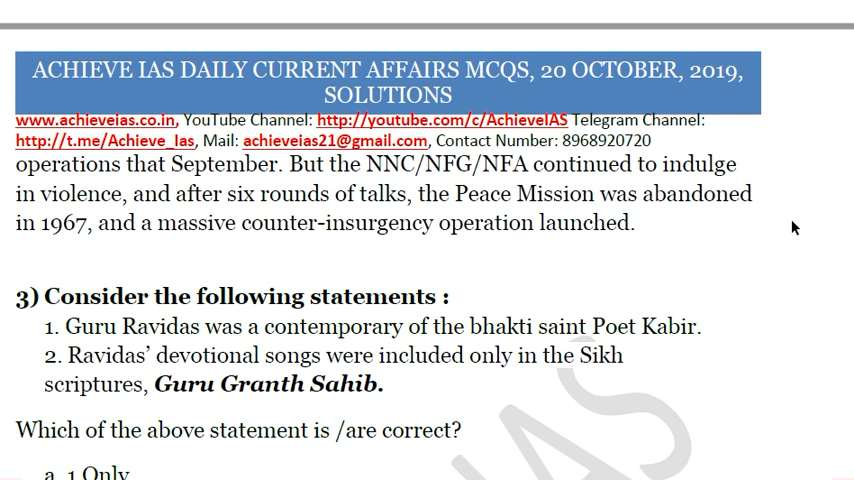 ACHIEVE IAS DAILY CURRENT AFFAIRS MCQS, 20 OCTOBER, 2019,
SOLUTIONS
www.achieveias.co.in, YouTube Channel: http://youtube.com/c/AchieveIAS Telegram Channel:
http://t.me/Achieve_Ias, Mail: achieveias21@gmail.com, Contact Number: 8968920720
operations that September. But the NNC/NFG/NFA continued to indulge
in violence, and after six rounds of talks, the Peace Mission was abandoned
in 1967, and a massive counter-insurgency operation launched.
3) Consider the following statements :
1. Guru Ravidas was a contemporary of the bhakti saint Poet Kabir.
2. Ravidas’ devotional songs were included only in the Sikh
scriptures, Guru Granth Sahib.
Which of the above statement is /are correct?
a. 1 Only
IAS